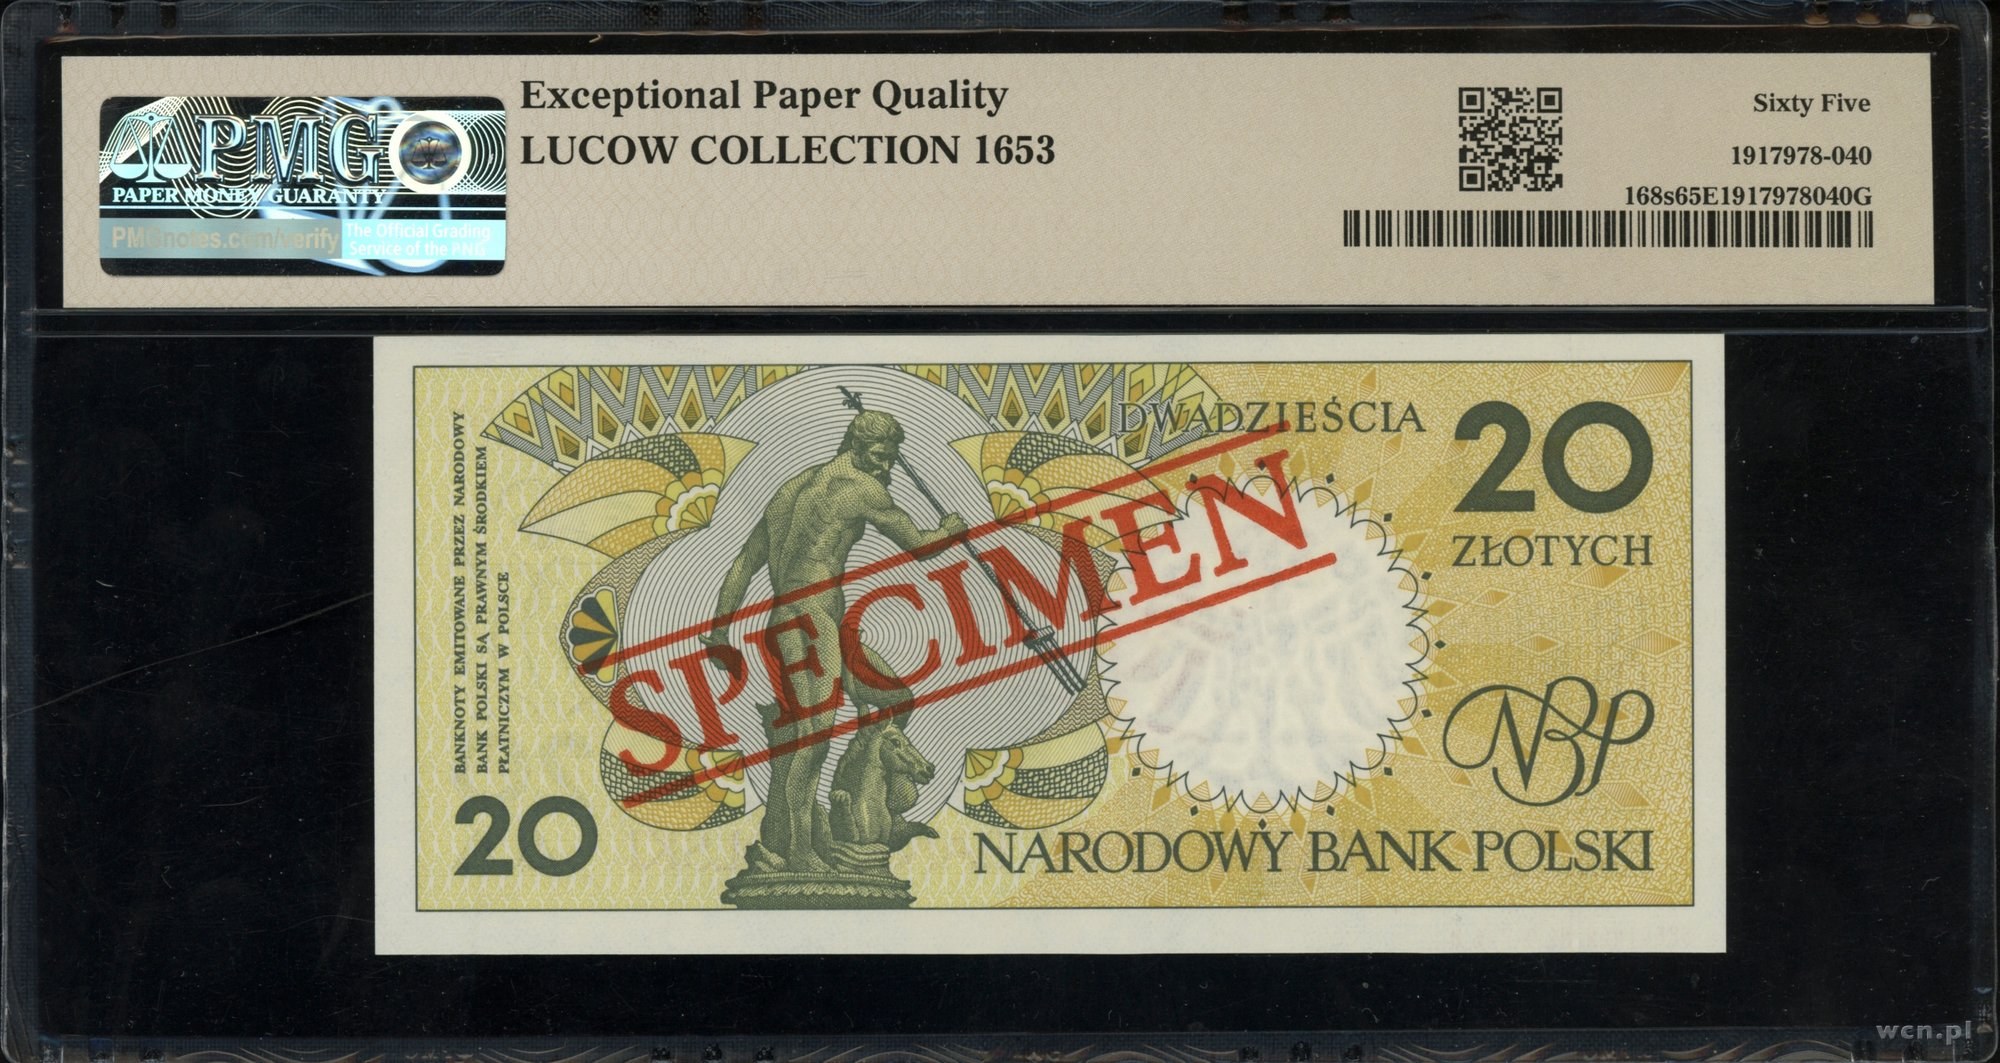 PMG
PAPER MONEY GUARANTY
PMGnotes.com/verify
The Official Grading
Service of the PNG
Exceptional Paper Quality
LUCOW COLLECTION 1653
Sixty Five
1917978-040
168s65E1917978040G
BANKNOTY EMITOWANE PRZEZ NARODOWY
BANK POLSKI SĄ PRAWNYM ŚRODKIEM
PŁATNICZYM W POLSCE
DWADZIEŚCIA
20
ZŁOTYCH
SPECIMEN
NBP
20
NARODOWY BANK POLSKI
wcn.pl